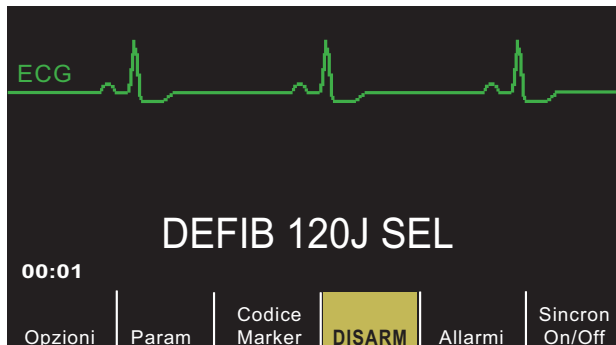 ECG
DEFIB 120J SEL
00:01
Opzioni
Param
Codice
Marker
DISARM
Allarmi
Sincron
On/Off